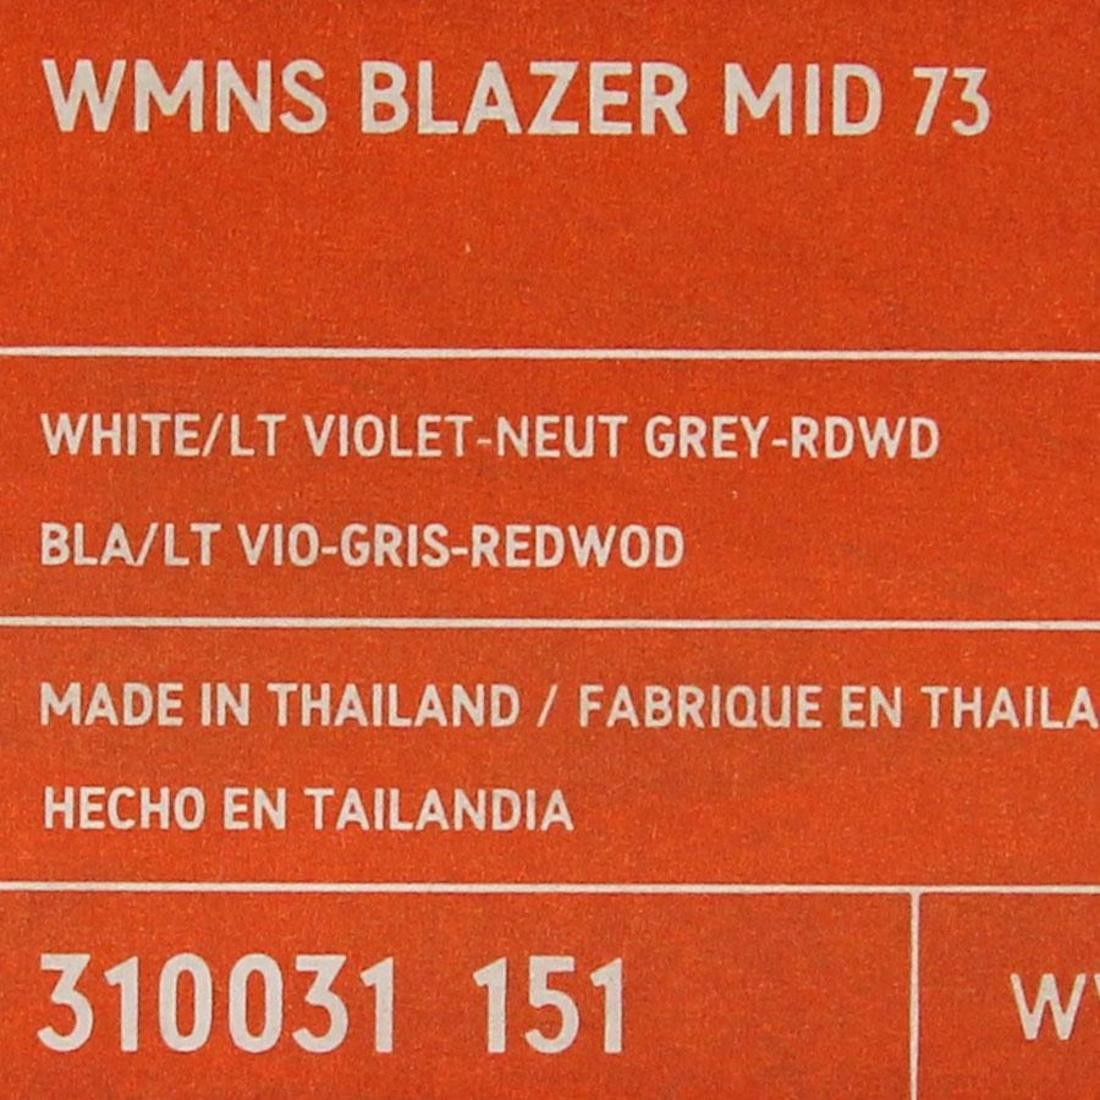 WMNS BLAZER MID 73
WHITE/LT VIOLET-NEUT GREY-RDWD
BLA/LT VIO-GRIS-REDWOD
MADE IN THAILAND / FABRIQUE EN THAILA
HECHO EN TAILANDIA
310031 151